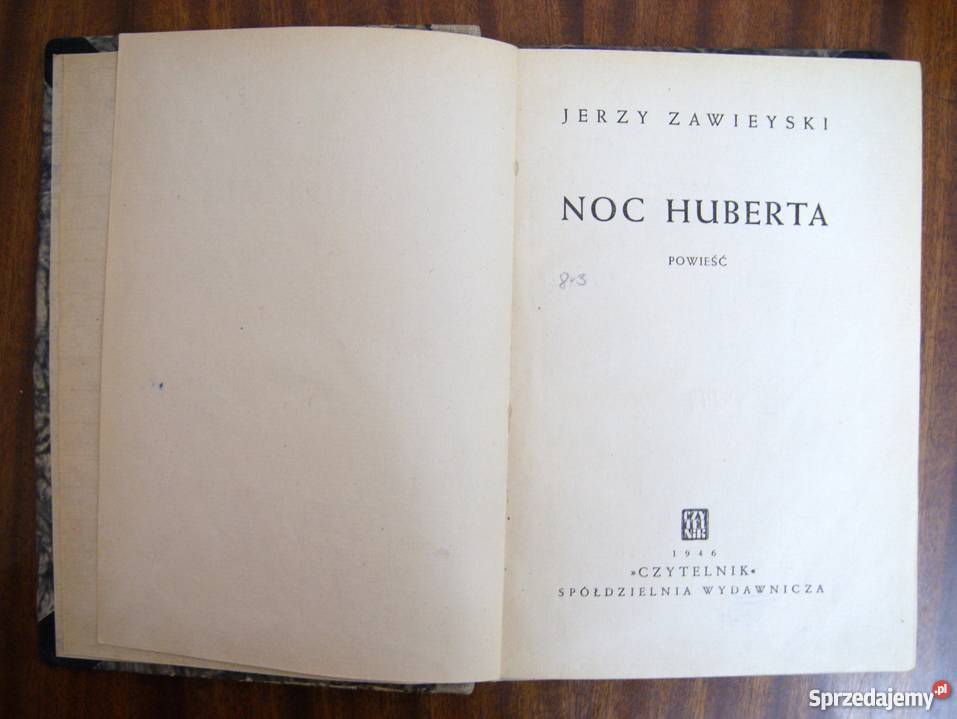 JERZY ZAWIEYSKI
NOC HUBERTA
POWIEŚĆ
8-3
CZY
TEL
NIK
1946
»CZYTELNIK«
SPÓŁDZIELNIA WYDAWNICZA
Sprzedajemy.pl